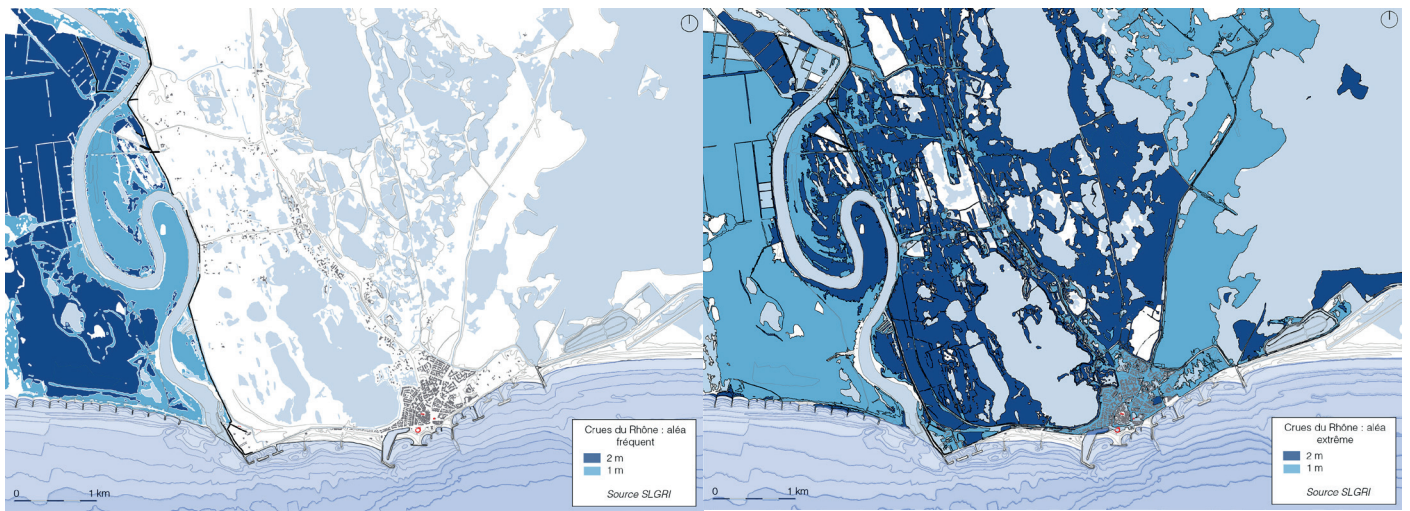 Crues du Rhône : aléa
fréquent
2 m
1 m
Source SLGRI
0 1 km
Crues du Rhône : aléa
extrême
2 m
1 m
Source SLGRI
0 1 km